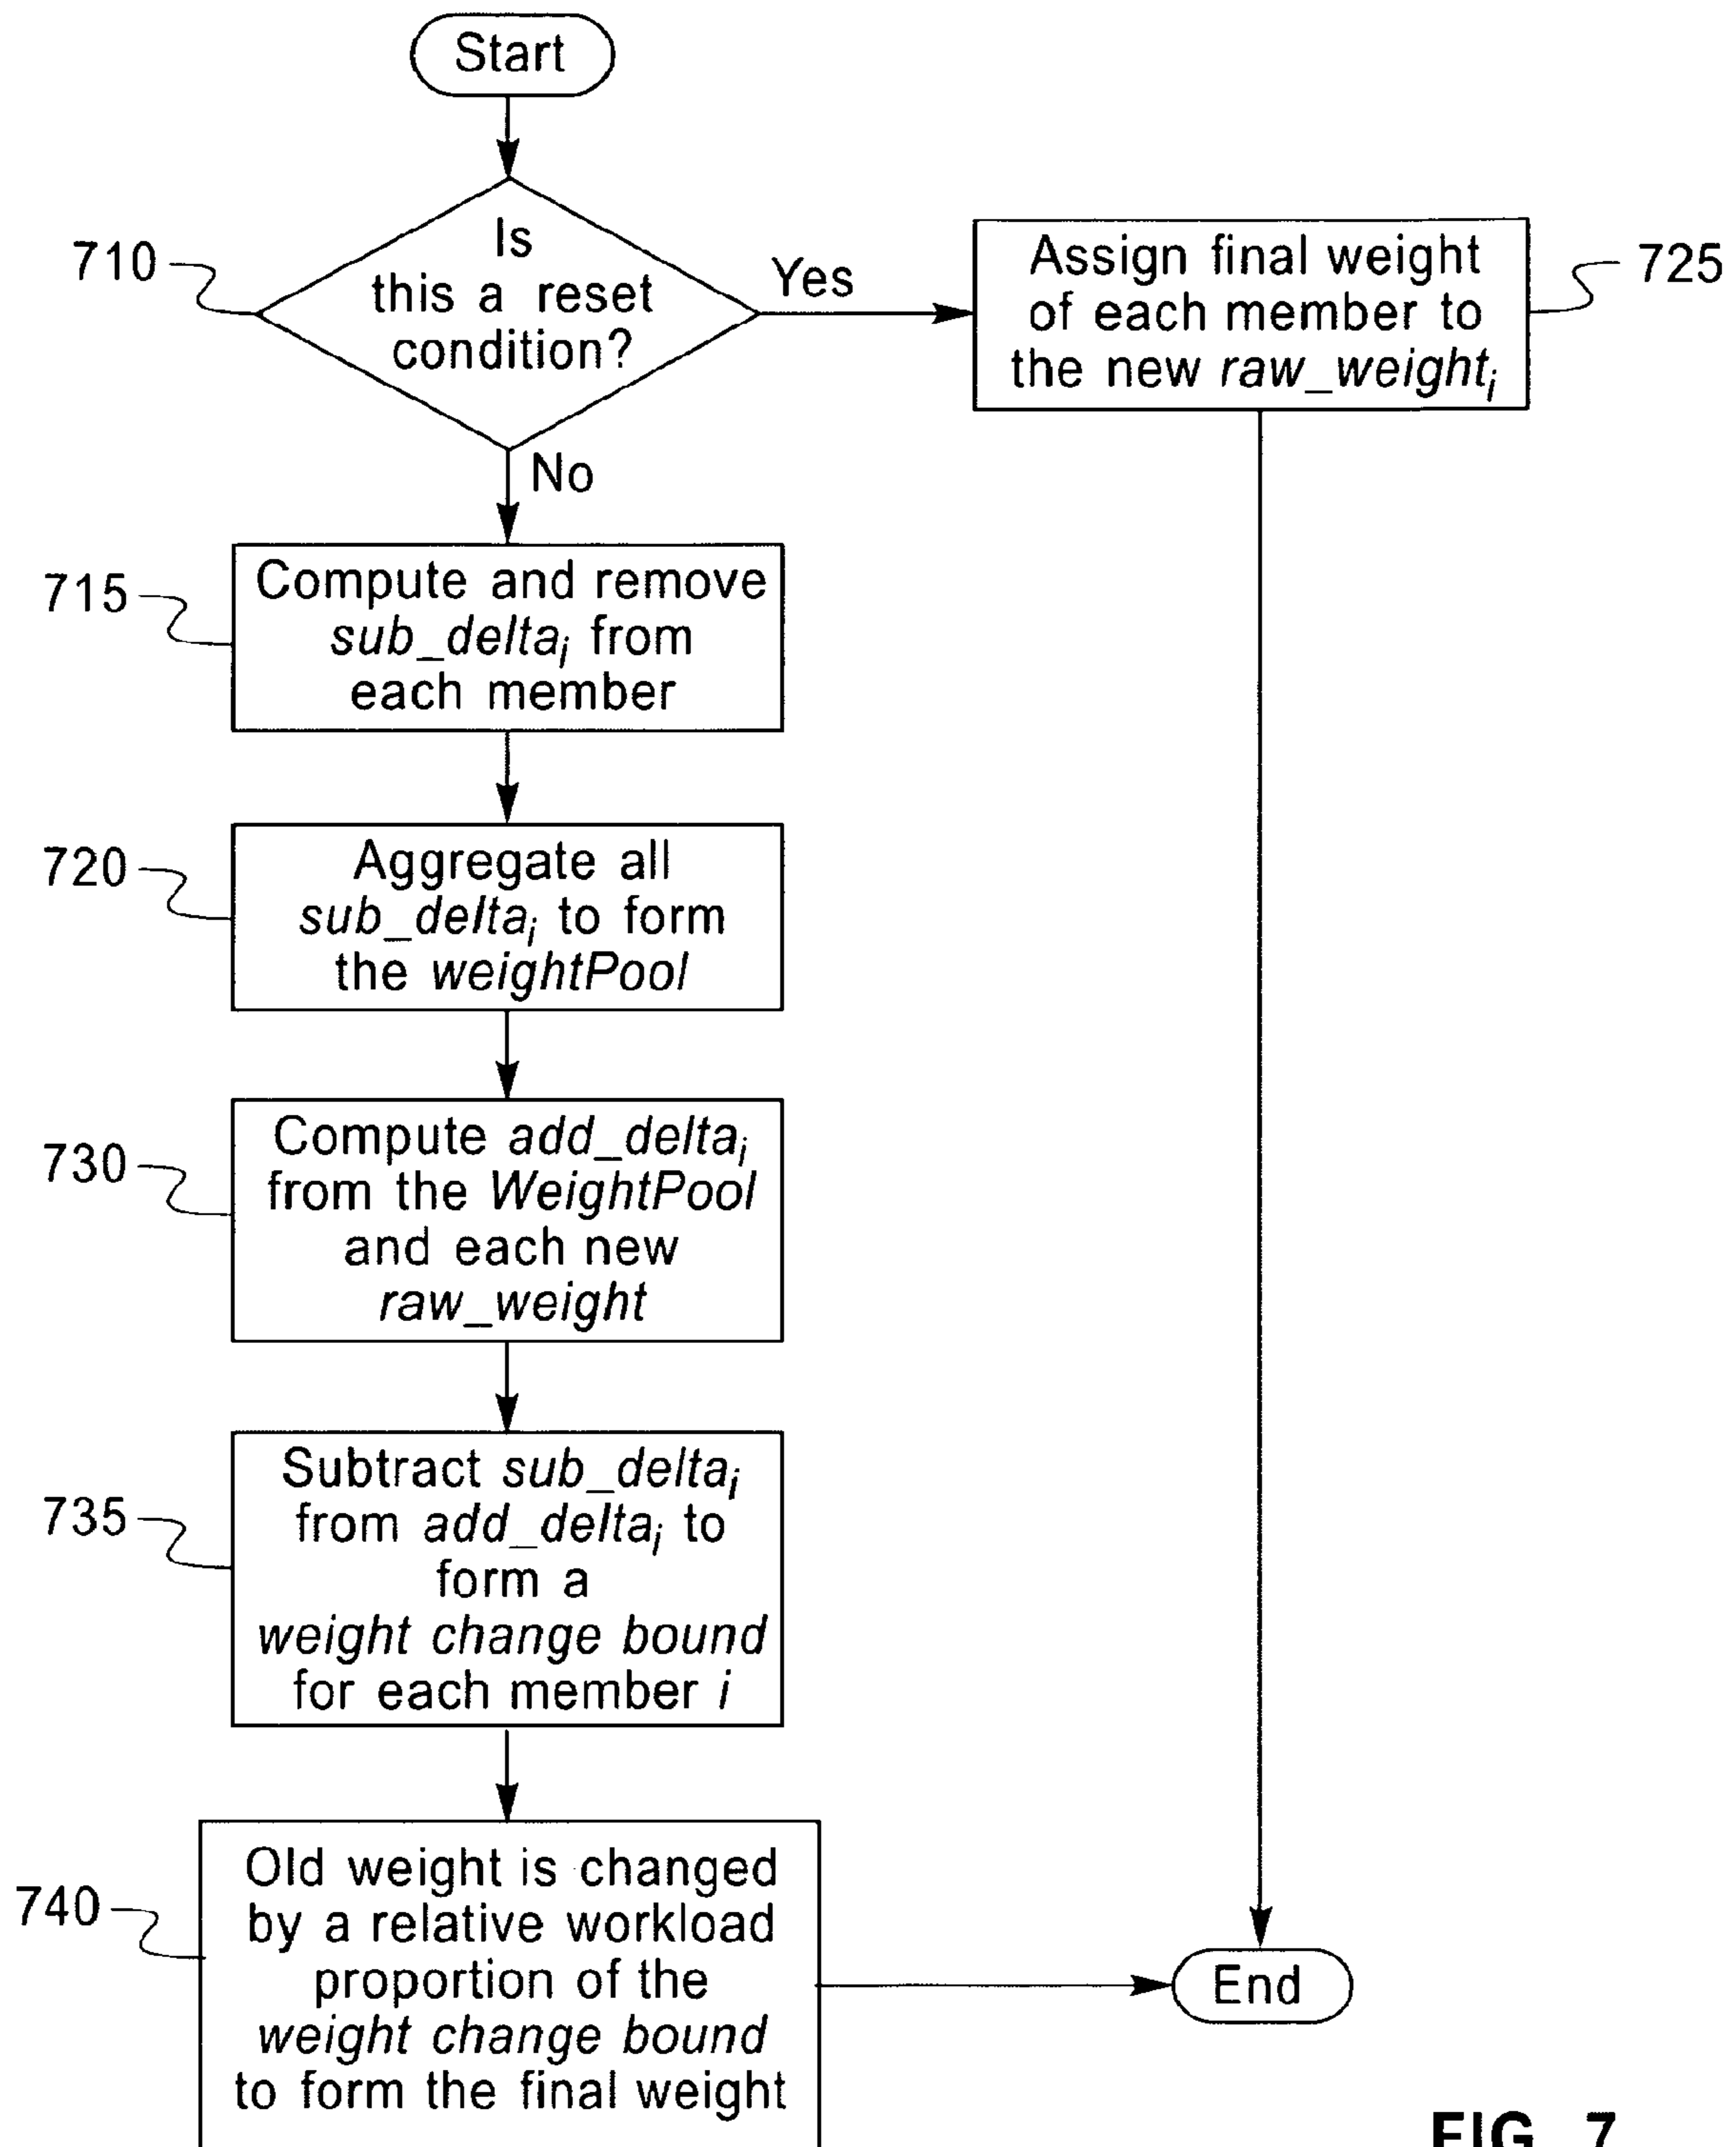 Start
710
Is
this a reset
condition?
Yes
Assign final weight
of each member to
the new raw_weightᵢ
725
No
715
Compute and remove
sub_deltaᵢ from
each member
720
Aggregate all
sub_deltaᵢ to form
the weightPool
730
Compute add_deltaᵢ
from the WeightPool
and each new
raw_weight
735
Subtract sub_deltaᵢ
from add_deltaᵢ to
form a
weight change bound
for each member i
740
Old weight is changed
by a relative workload
proportion of the
weight change bound
to form the final weight
End
FIG. 7